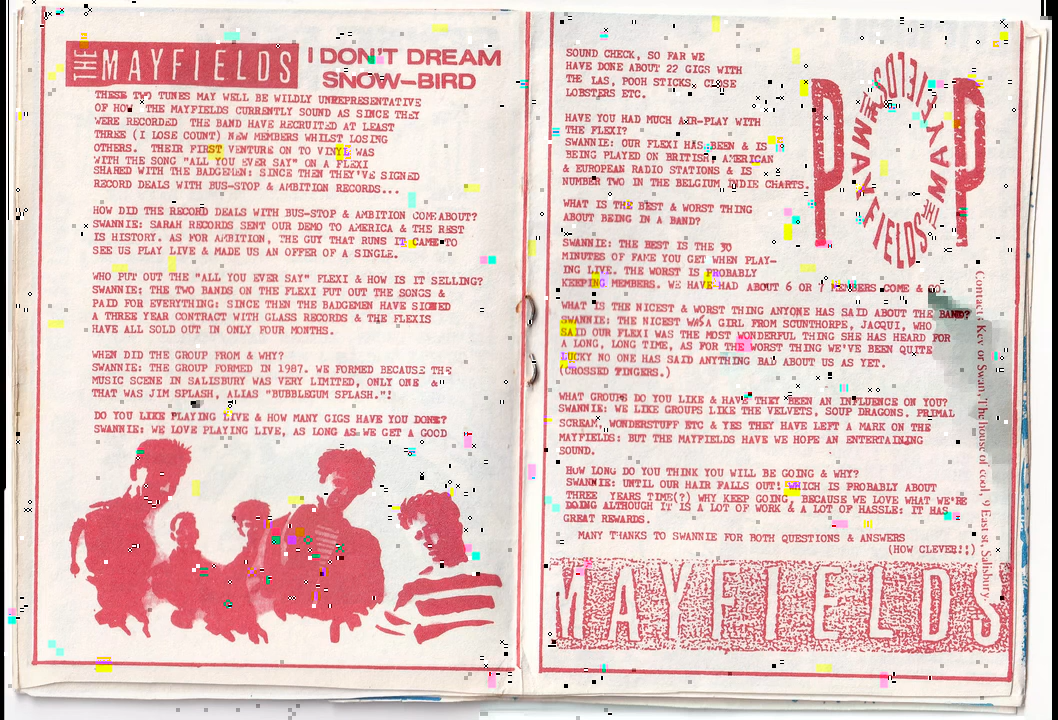 THE MAYFIELDS
I DON'T DREAM
SNOW-BIRD
THESE TWO TUNES MAY WELL BE WILDLY UNREPRESENTATIVE
OF HOW THE MAYFIELDS CURRENTLY SOUND AS SINCE THEY
WERE RECORDED THE BAND HAVE RECRUITED AT LEAST
THREE (I LOSE COUNT) NEW MEMBERS WHILST LOSING
OTHERS. THEIR FIRST VENTURE ON TO VINYL WAS
WITH THE SONG "ALL YOU EVER SAY" ON A FLEXI
SHARED WITH THE BADGEMEN: SINCE THEN THEY'VE SIGNED
RECORD DEALS WITH BUS-STOP & AMBITION RECORDS...
HOW DID THE RECORD DEALS WITH BUS-STOP & AMBITION COME ABOUT?
SWANNIE: SARAH RECORDS SENT OUR DEMO TO AMERICA & THE REST
IS HISTORY. AS FOR AMBITION, THE GUY THAT RUNS IT CAME TO
SEE US PLAY LIVE & MADE US AN OFFER OF A SINGLE.
WHO PUT OUT THE "ALL YOU EVER SAY" FLEXI & HOW IS IT SELLING?
SWANNIE: THE TWO BANDS ON THE FLEXI PUT OUT THE SONGS &
PAID FOR EVERYTHING: SINCE THEN THE BADGEMEN HAVE SIGNED
A THREE YEAR CONTRACT WITH GLASS RECORDS & THE FLEXIS
HAVE ALL SOLD OUT IN ONLY FOUR MONTHS.
WHEN DID THE GROUP FROM & WHY?
SWANNIE: THE GROUP FORMED IN 1987. WE FORMED BECAUSE THE
MUSIC SCENE IN SALISBURY WAS VERY LIMITED, ONLY ONE &
THAT WAS JIM SPLASH, ALIAS "BUBBLEGUM SPLASH."!
DO YOU LIKE PLAYING LIVE & HOW MANY GIGS HAVE YOU DONE?
SWANNIE: WE LOVE PLAYING LIVE, AS LONG AS WE GET A GOOD
SOUND CHECK, SO FAR WE
HAVE DONE ABOUT 22 GIGS WITH
THE LAS, POOH STICKS, CLOSE
LOBSTERS ETC.
HAVE YOU HAD MUCH AIR-PLAY WITH
THE FLEXI?
SWANNIE: OUR FLEXI HAS BEEN & IS
BEING PLAYED ON BRITISH, AMERICAN
& EUROPEAN RADIO STATIONS & IS
NUMBER TWO IN THE BELGIUM INDIE CHARTS.
WHAT IS THE BEST & WORST THING
ABOUT BEING IN A BAND?
SWANNIE: THE BEST IS THE 30
MINUTES OF FAME YOU GET WHEN PLAY-
ING LIVE. THE WORST IS PROBABLY
KEEPING MEMBERS. WE HAVE HAD ABOUT 6 OR 7 MEMBERS COME & GO.
WHAT IS THE NICEST & WORST THING ANYONE HAS SAID ABOUT THE BAND?
SWANNIE: THE NICEST WAS A GIRL FROM SCUNTHORPE, JACQUI, WHO
SAID OUR FLEXI WAS THE MOST WONDERFUL THING SHE HAS HEARD FOR
A LONG, LONG TIME, AS FOR THE WORST THING WE'VE BEEN QUITE
LUCKY NO ONE HAS SAID ANYTHING BAD ABOUT US AS YET.
(CROSSED FINGERS.)
WHAT GROUPS DO YOU LIKE & HAVE THEY BEEN AN INFLUENCE ON YOU?
SWANNIE: WE LIKE GROUPS LIKE THE VELVETS, SOUP DRAGONS. PRIMAL
SCREAM, WONDERSTUFF ETC & YES THEY HAVE LEFT A MARK ON THE
MAYFIELDS: BUT THE MAYFIELDS HAVE WE HOPE AN ENTERTAINING
SOUND.
HOW LONG DO YOU THINK YOU WILL BE GOING & WHY?
SWANNIE: UNTIL OUR HAIR FALLS OUT! WHICH IS PROBABLY ABOUT
THREE YEARS TIME(?) WHY KEEP GOING, BECAUSE WE LOVE WHAT WE'RE
DOING ALTHOUGH IT IS A LOT OF WORK & A LOT OF HASSLE: IT HAS
GREAT REWARDS.
MANY THANKS TO SWANNIE FOR BOTH QUESTIONS & ANSWERS
(HOW CLEVER!!)
P P
THE MAYFIELDS THE MAYFIELDS
Contact: Kev or Swan, The house of cool, 9 East st, Salisbury
MAYFIELDS